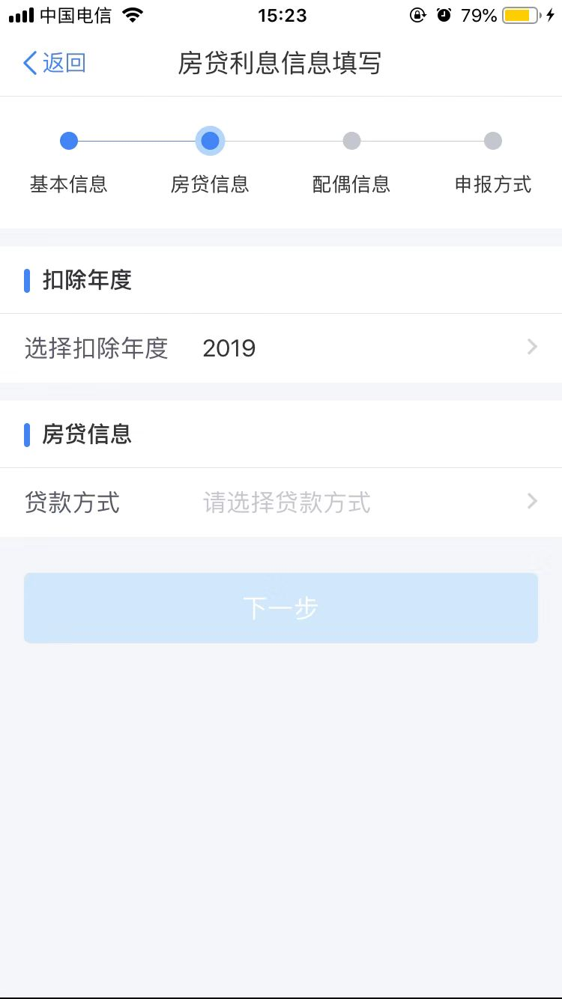 中国电信 15:23 79%
返回 房贷利息信息填写
基本信息 房贷信息 配偶信息 申报方式
扣除年度
选择扣除年度 2019
房贷信息
贷款方式 请选择贷款方式
下一步